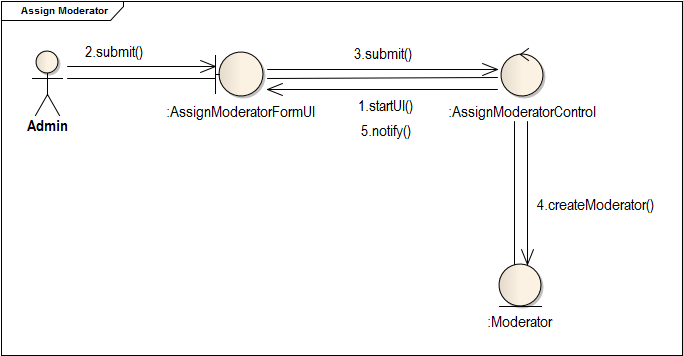 Assign Moderator
2.submit()
3.submit()
Admin
:AssignModeratorFormUI
1.startUI()
5.notify()
:AssignModeratorControl
4.createModerator()
:Moderator